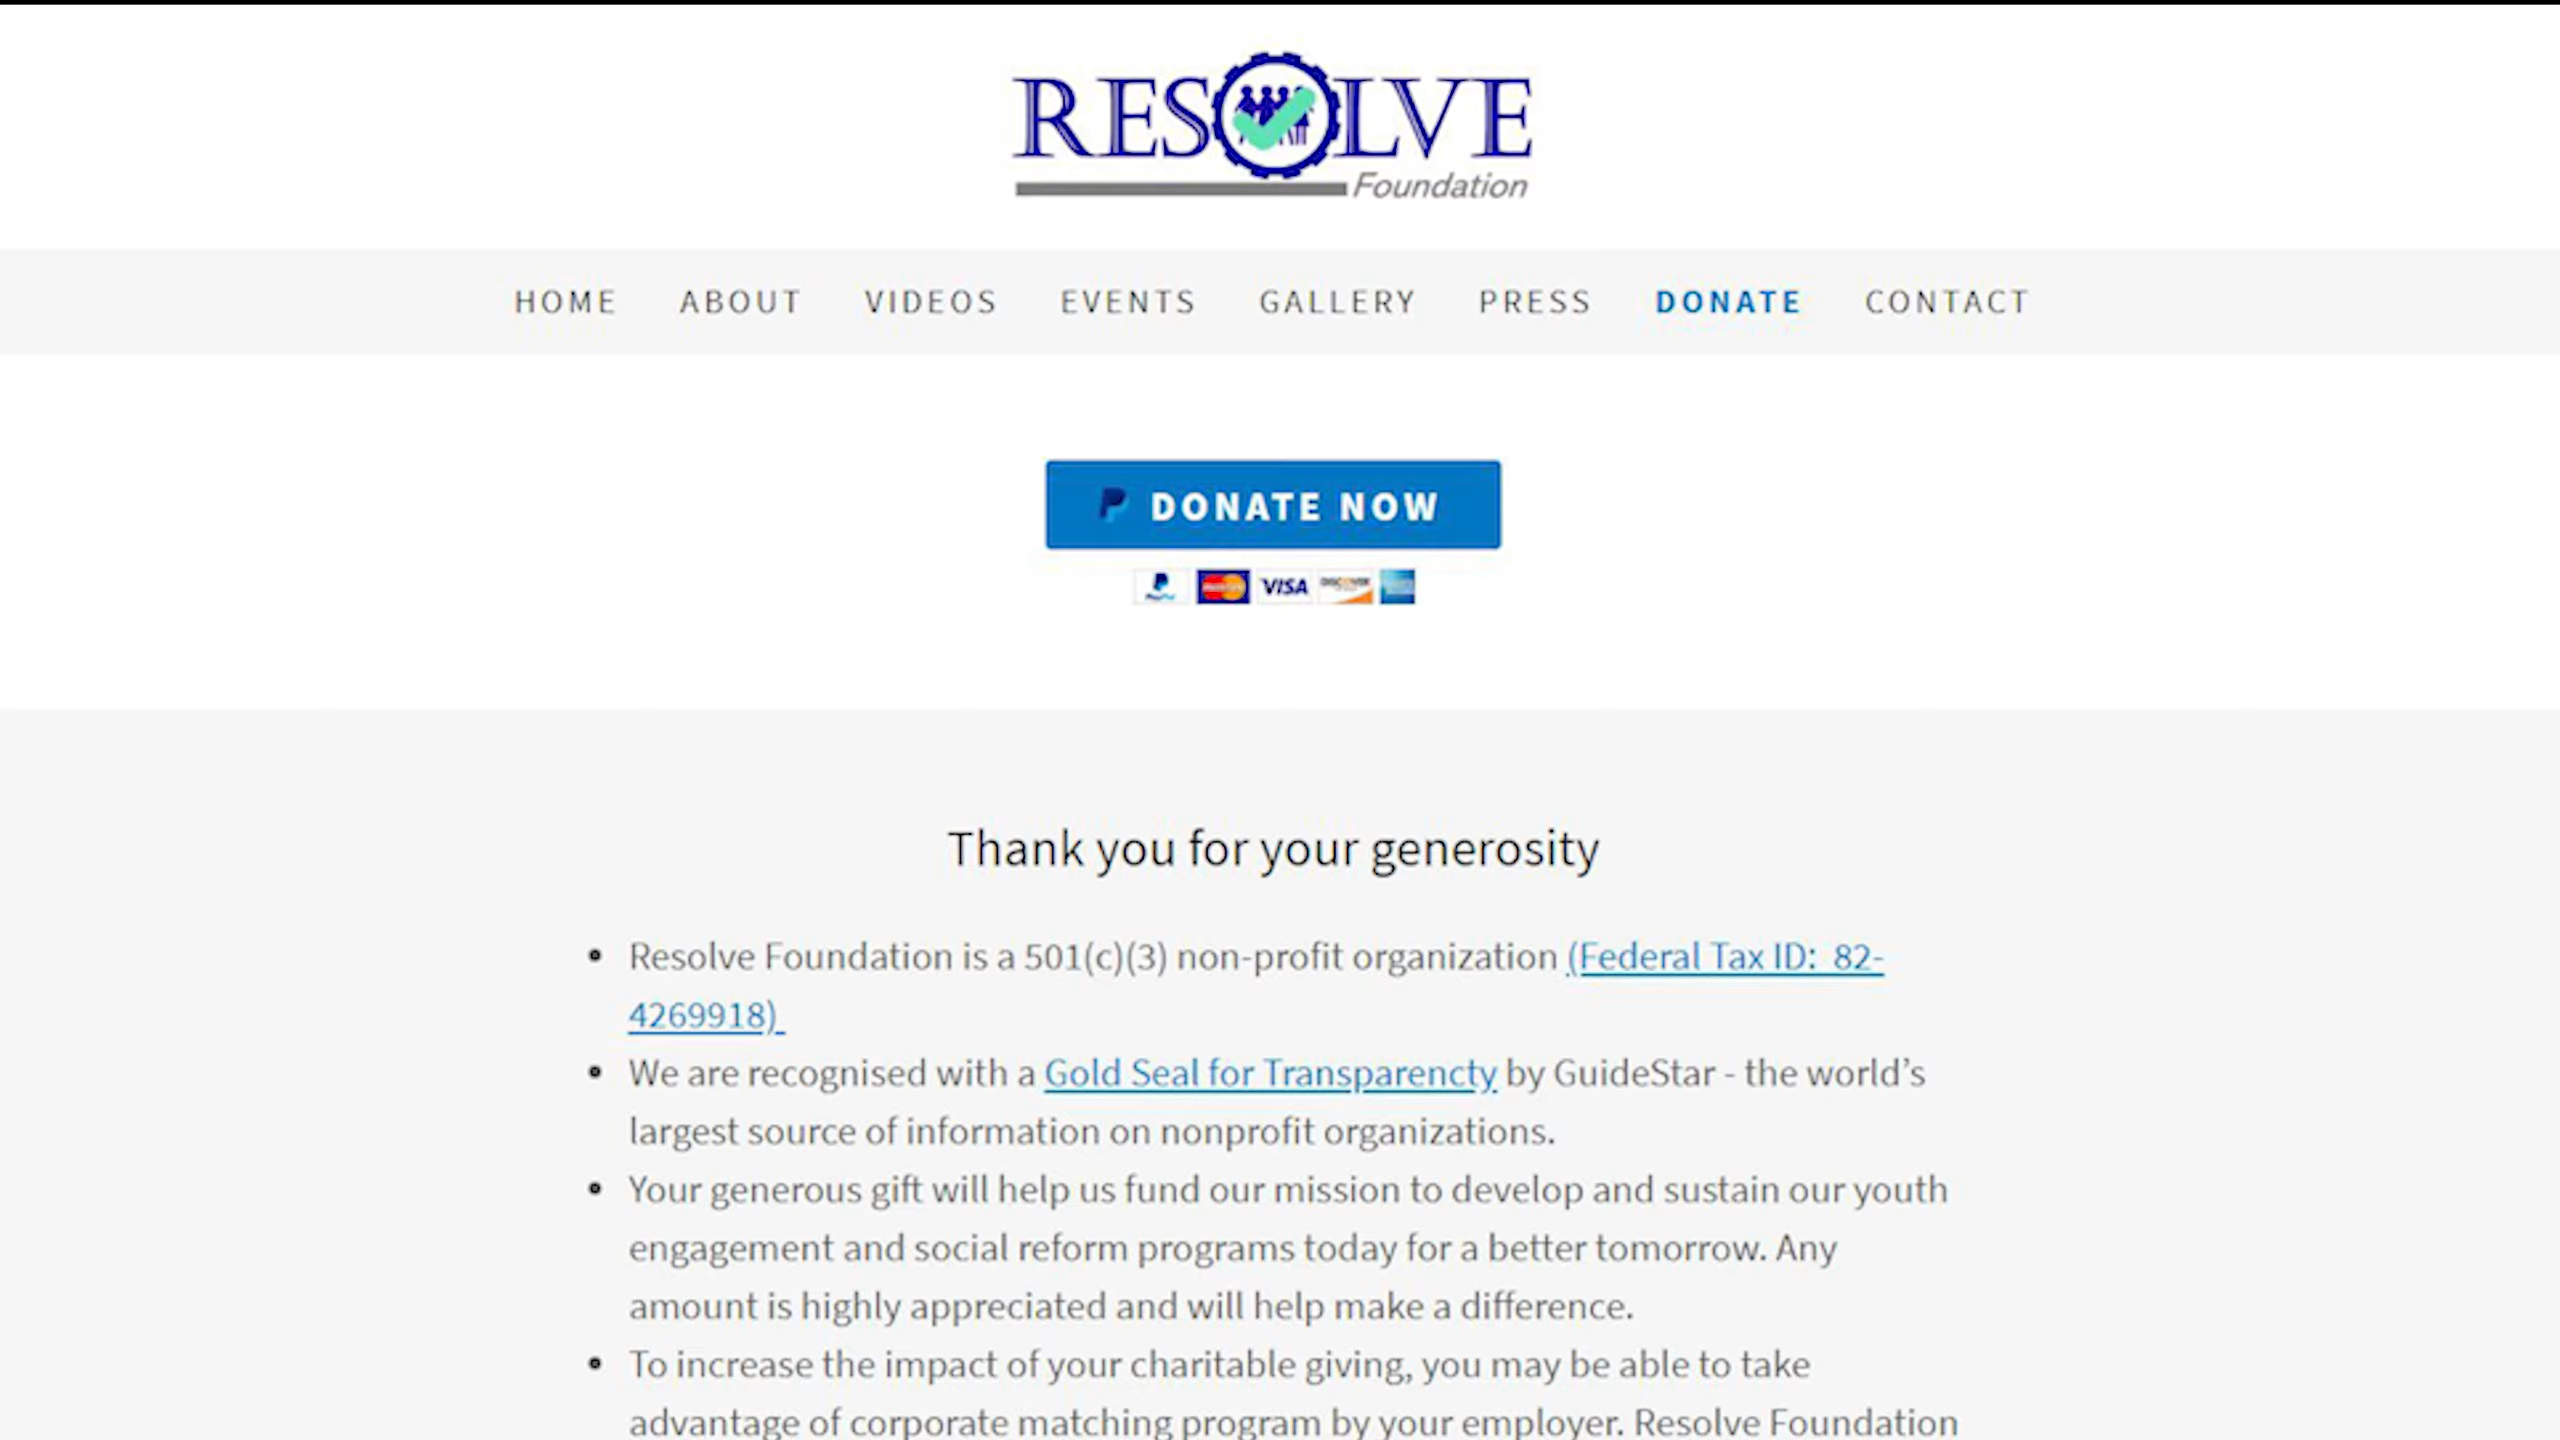 RESOLVE
Foundation
HOME ABOUT VIDEOS EVENTS GALLERY PRESS DONATE CONTACT
DONATE NOW
PayPal MasterCard VISA DISCOVER
Thank you for your generosity
• Resolve Foundation is a 501(c)(3) non-profit organization (Federal Tax ID: 82-
4269918)
• We are recognised with a Gold Seal for Transparencty by GuideStar - the world’s
largest source of information on nonprofit organizations.
• Your generous gift will help us fund our mission to develop and sustain our youth
engagement and social reform programs today for a better tomorrow. Any
amount is highly appreciated and will help make a difference.
• To increase the impact of your charitable giving, you may be able to take
advantage of corporate matching program by your employer. Resolve Foundation